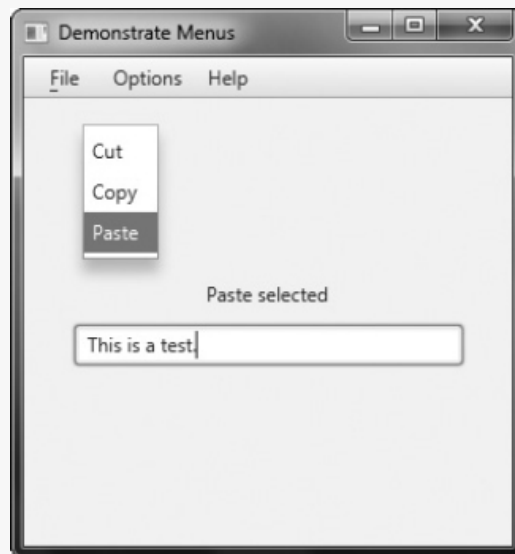 Demonstrate Menus
File Options Help
Cut
Copy
Paste
Paste selected
This is a test.